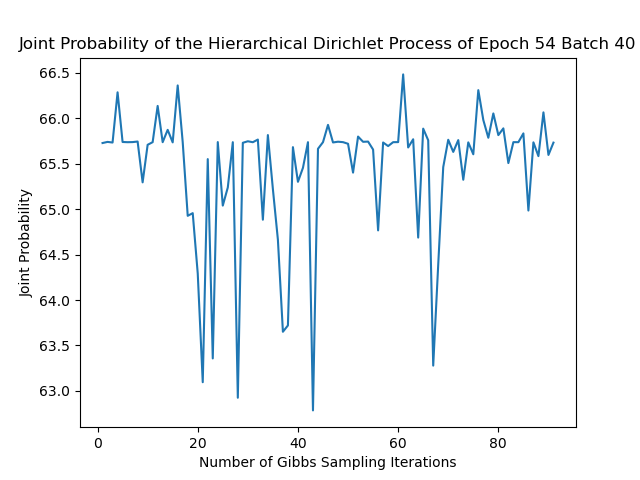 Joint Probability of the Hierarchical Dirichlet Process of Epoch 54 Batch 40
66.5
66.0
65.5
65.0
64.5
64.0
63.5
63.0
Joint Probability
0 20 40 60 80
Number of Gibbs Sampling Iterations